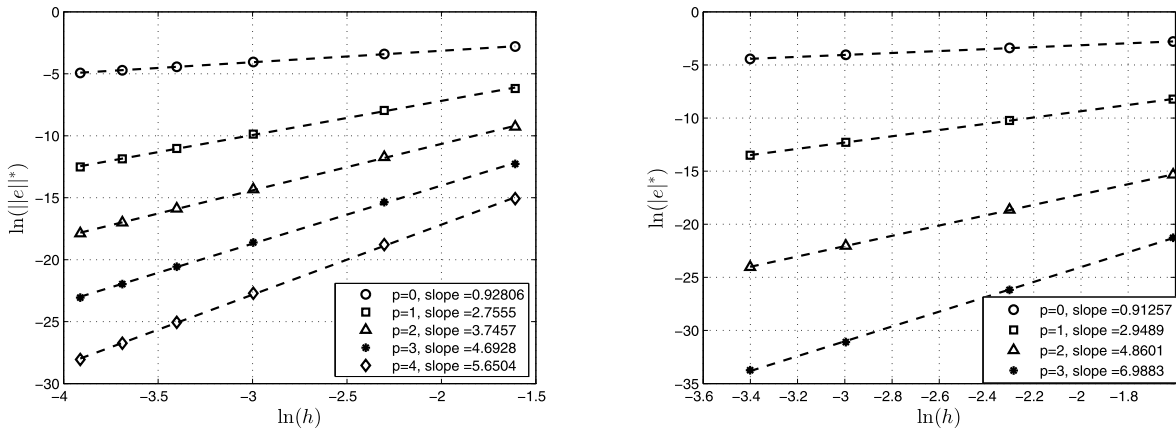 0
−5
−10
−15
−20
−25
−30
ln(||e||*)
p=0, slope =0.92806
p=1, slope =2.7555
p=2, slope =3.7457
p=3, slope =4.6928
p=4, slope =5.6504
−4 −3.5 −3 −2.5 −2 −1.5
ln(h)
0
−5
−10
−15
−20
−25
−30
−35
ln(|e|*)
p=0, slope =0.91257
p=1, slope =2.9489
p=2, slope =4.8601
p=3, slope =6.9883
−3.6 −3.4 −3.2 −3 −2.8 −2.6 −2.4 −2.2 −2 −1.8
ln(h)